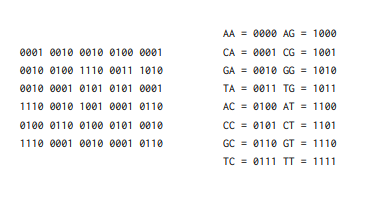 0001 0010 0010 0100 0001
0010 0100 1110 0011 1010
0010 0001 0101 0101 0001
1110 0010 1001 0001 0110
0100 0110 0100 0101 0010
1110 0001 0010 0001 0110
AA = 0000 AG = 1000
CA = 0001 CG = 1001
GA = 0010 GG = 1010
TA = 0011 TG = 1011
AC = 0100 AT = 1100
CC = 0101 CT = 1101
GC = 0110 GT = 1110
TC = 0111 TT = 1111